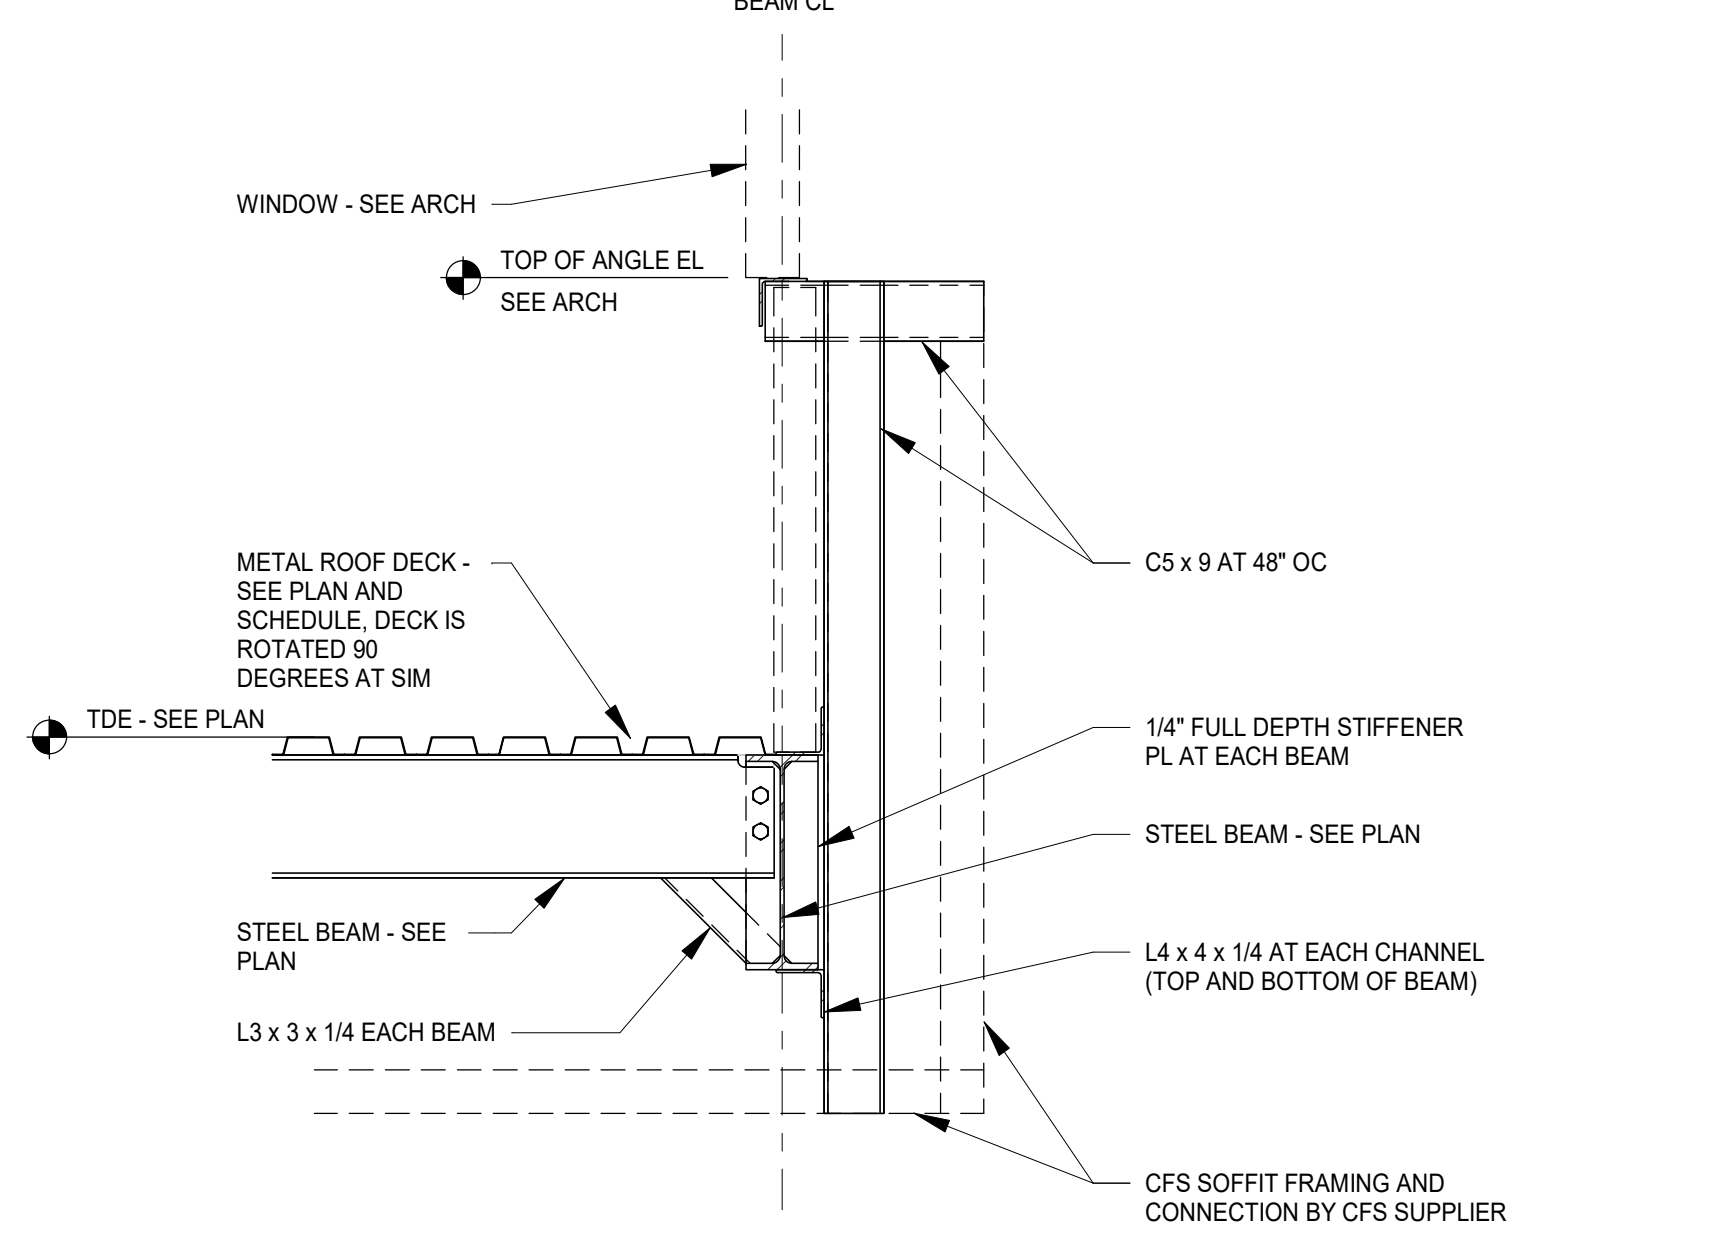 BEAM CL
WINDOW - SEE ARCH
TOP OF ANGLE EL
SEE ARCH
METAL ROOF DECK -
SEE PLAN AND
SCHEDULE, DECK IS
ROTATED 90
DEGREES AT SIM
C5 x 9 AT 48" OC
TDE - SEE PLAN
1/4" FULL DEPTH STIFFENER
PL AT EACH BEAM
STEEL BEAM - SEE PLAN
STEEL BEAM - SEE
PLAN
L4 x 4 x 1/4 AT EACH CHANNEL
(TOP AND BOTTOM OF BEAM)
L3 x 3 x 1/4 EACH BEAM
CFS SOFFIT FRAMING AND
CONNECTION BY CFS SUPPLIER